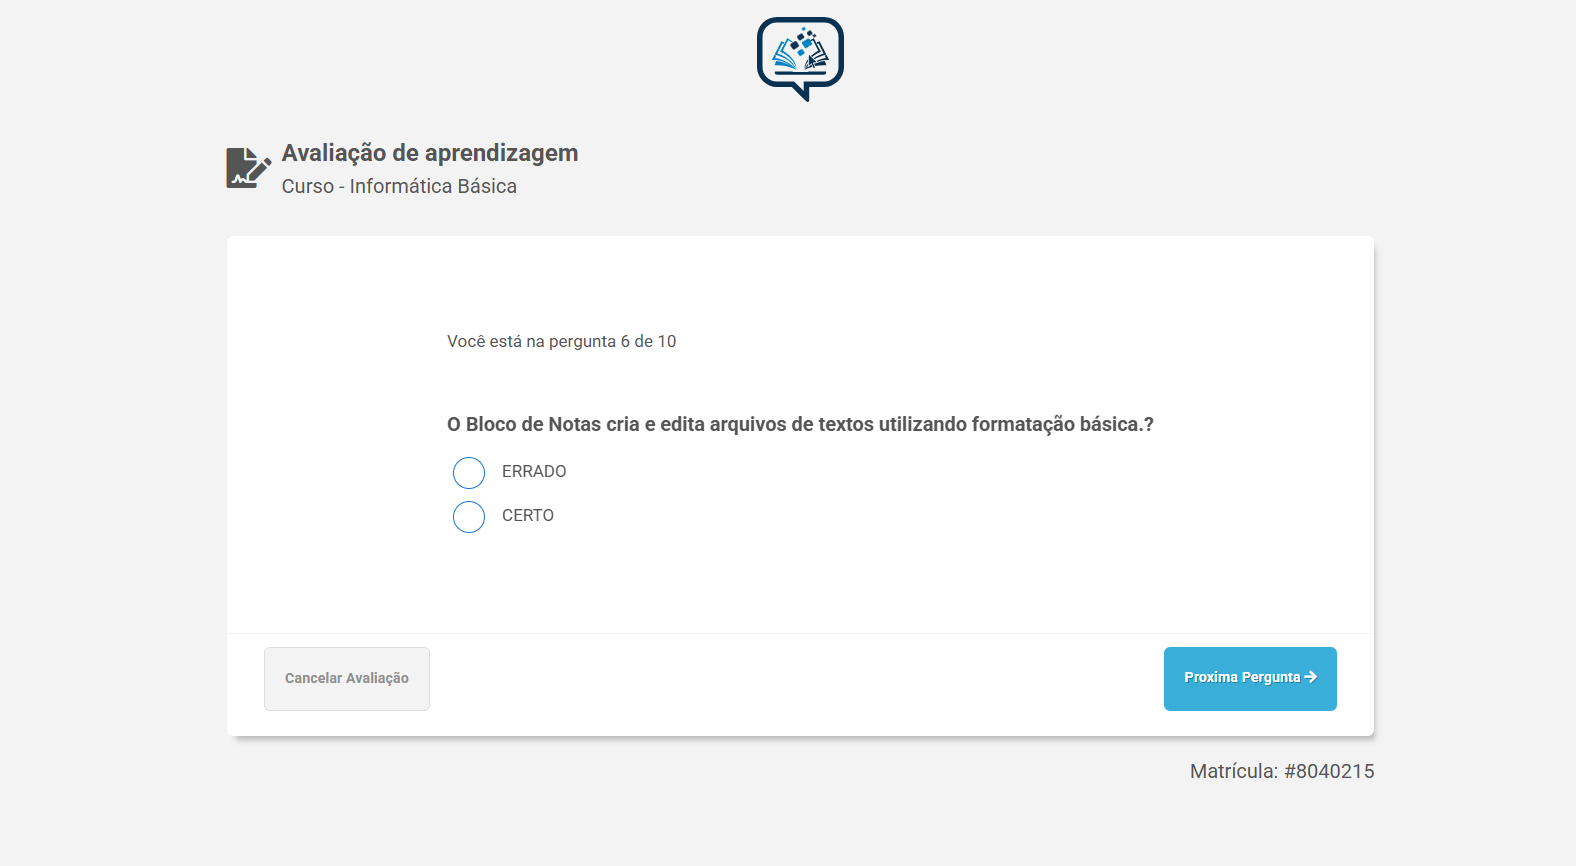 Avaliação de aprendizagem
Curso - Informática Básica
Você está na pergunta 6 de 10
O Bloco de Notas cria e edita arquivos de textos utilizando formatação básica.?
ERRADO
CERTO
Cancelar Avaliação
Proxima Pergunta
Matrícula: #8040215